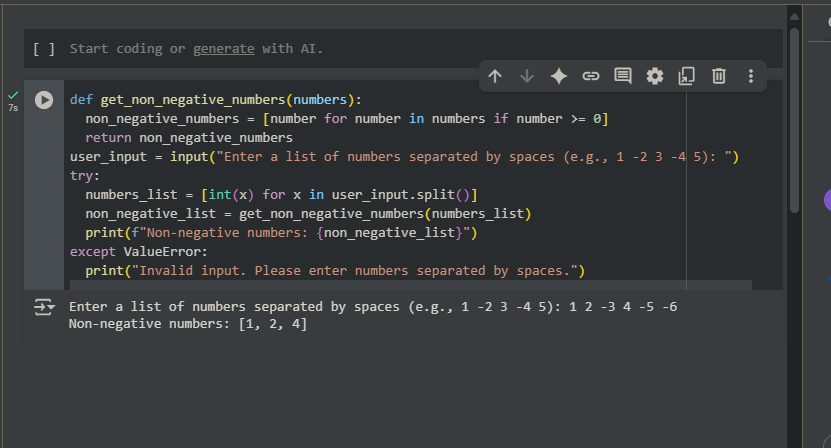 [ ] Start coding or generate with AI.
7s
def get_non_negative_numbers(numbers):
  non_negative_numbers = [number for number in numbers if number >= 0]
  return non_negative_numbers
user_input = input("Enter a list of numbers separated by spaces (e.g., 1 -2 3 -4 5): ")
try:
  numbers_list = [int(x) for x in user_input.split()]
  non_negative_list = get_non_negative_numbers(numbers_list)
  print(f"Non-negative numbers: {non_negative_list}")
except ValueError:
  print("Invalid input. Please enter numbers separated by spaces.")
Enter a list of numbers separated by spaces (e.g., 1 -2 3 -4 5): 1 2 -3 4 -5 -6
Non-negative numbers: [1, 2, 4]